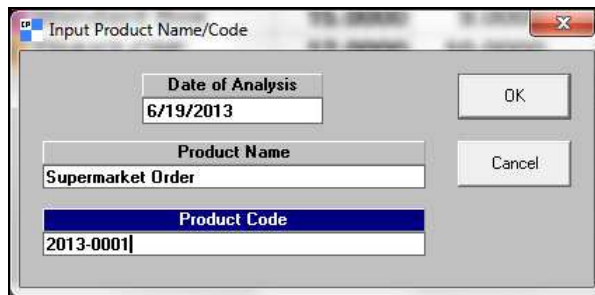 CP Input Product Name/Code
Date of Analysis
6/19/2013
OK
Product Name
Supermarket Order
Cancel
Product Code
2013-0001